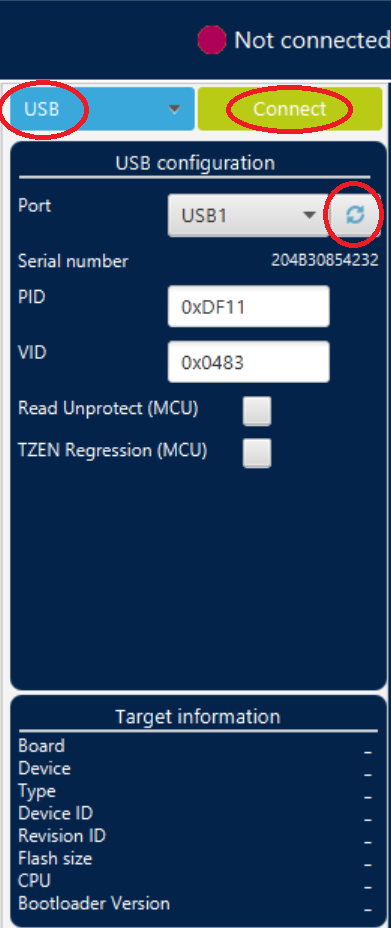 Not connected
USB Connect
USB configuration
Port USB1
Serial number 204B30854232
PID 0xDF11
VID 0x0483
Read Unprotect (MCU)
TZEN Regression (MCU)
Target information
Board -
Device -
Type -
Device ID -
Revision ID -
Flash size -
CPU -
Bootloader Version -